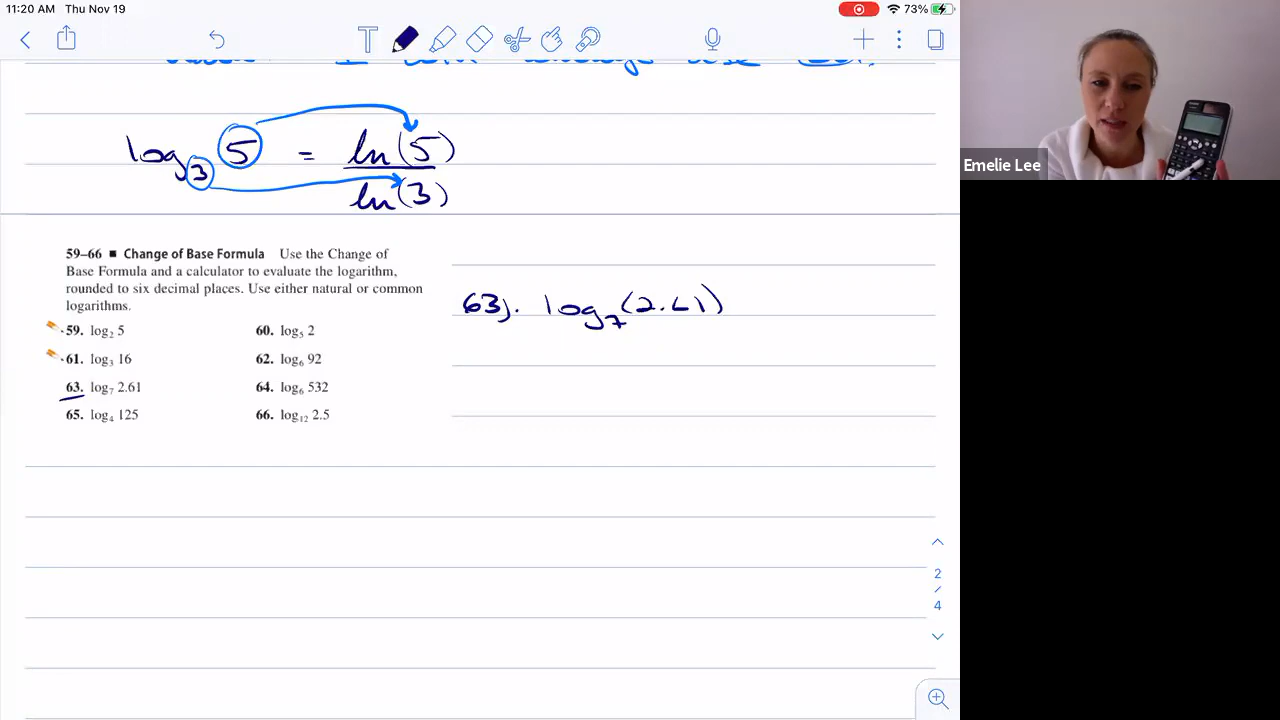 11:20 AM Thu Nov 19
73%
log₃ 5 = ln(5)
ln(3)
Emelie Lee
59–66 ■ Change of Base Formula Use the Change of
Base Formula and a calculator to evaluate the logarithm,
rounded to six decimal places. Use either natural or common
logarithms.
59. log₂ 5 60. log₅ 2
61. log₃ 16 62. log₆ 92
63. log₇ 2.61 64. log₆ 532
65. log₄ 125 66. log₁₂ 2.5
63). log₇(2.61)
2
/
4